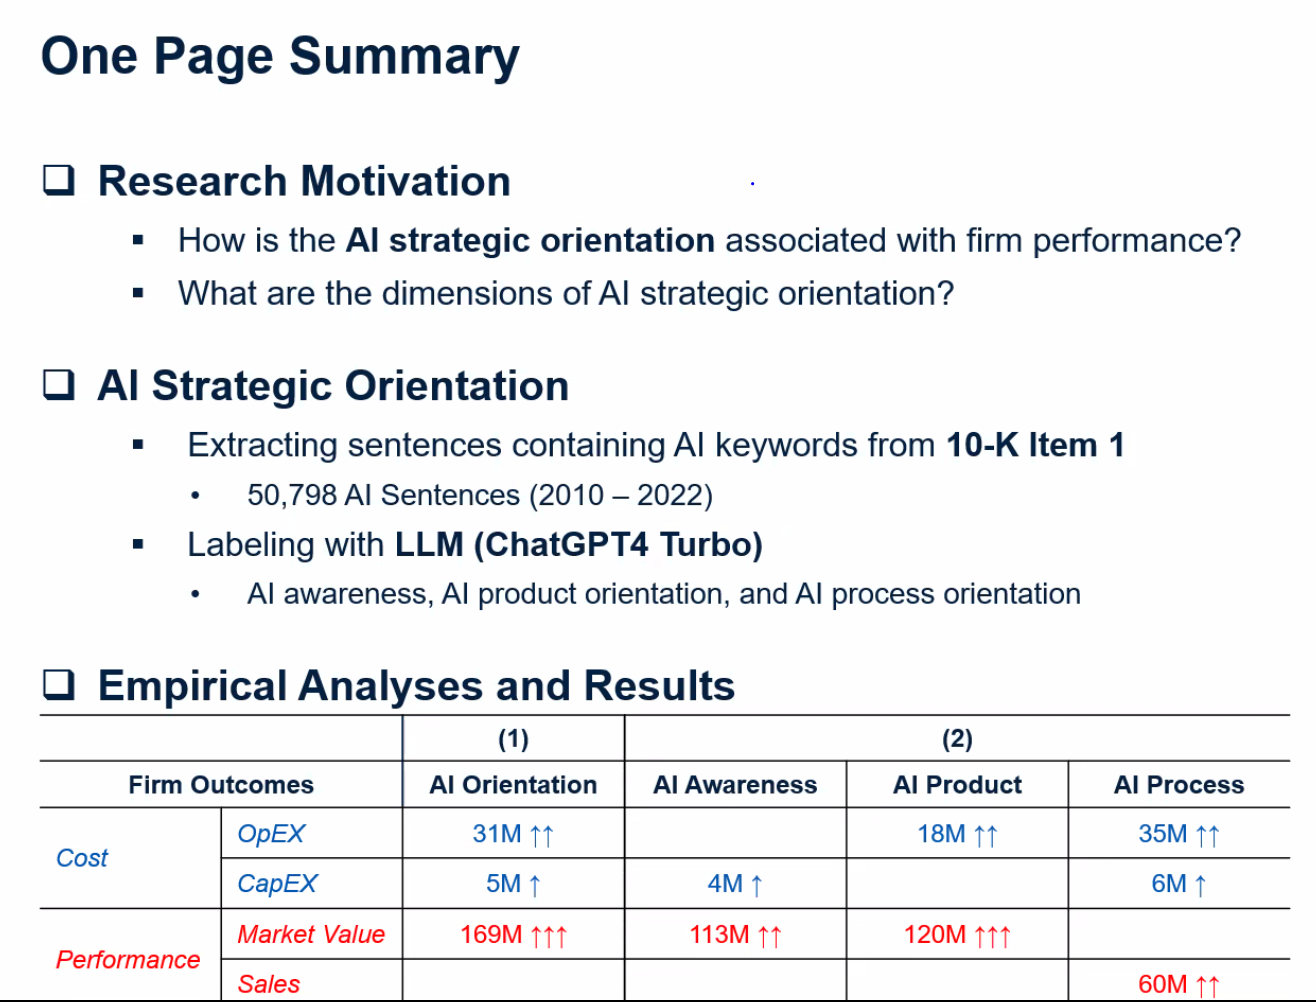 One Page Summary
❑ Research Motivation
▪ How is the AI strategic orientation associated with firm performance?
▪ What are the dimensions of AI strategic orientation?
❑ AI Strategic Orientation
▪ Extracting sentences containing AI keywords from 10-K Item 1
• 50,798 AI Sentences (2010 – 2022)
▪ Labeling with LLM (ChatGPT4 Turbo)
• AI awareness, AI product orientation, and AI process orientation
❑ Empirical Analyses and Results
(1) (2)
Firm Outcomes AI Orientation AI Awareness AI Product AI Process
Cost
OpEX 31M ↑↑ 18M ↑↑ 35M ↑↑
CapEX 5M ↑ 4M ↑ 6M ↑
Performance
Market Value 169M ↑↑↑ 113M ↑↑ 120M ↑↑↑
Sales 60M ↑↑